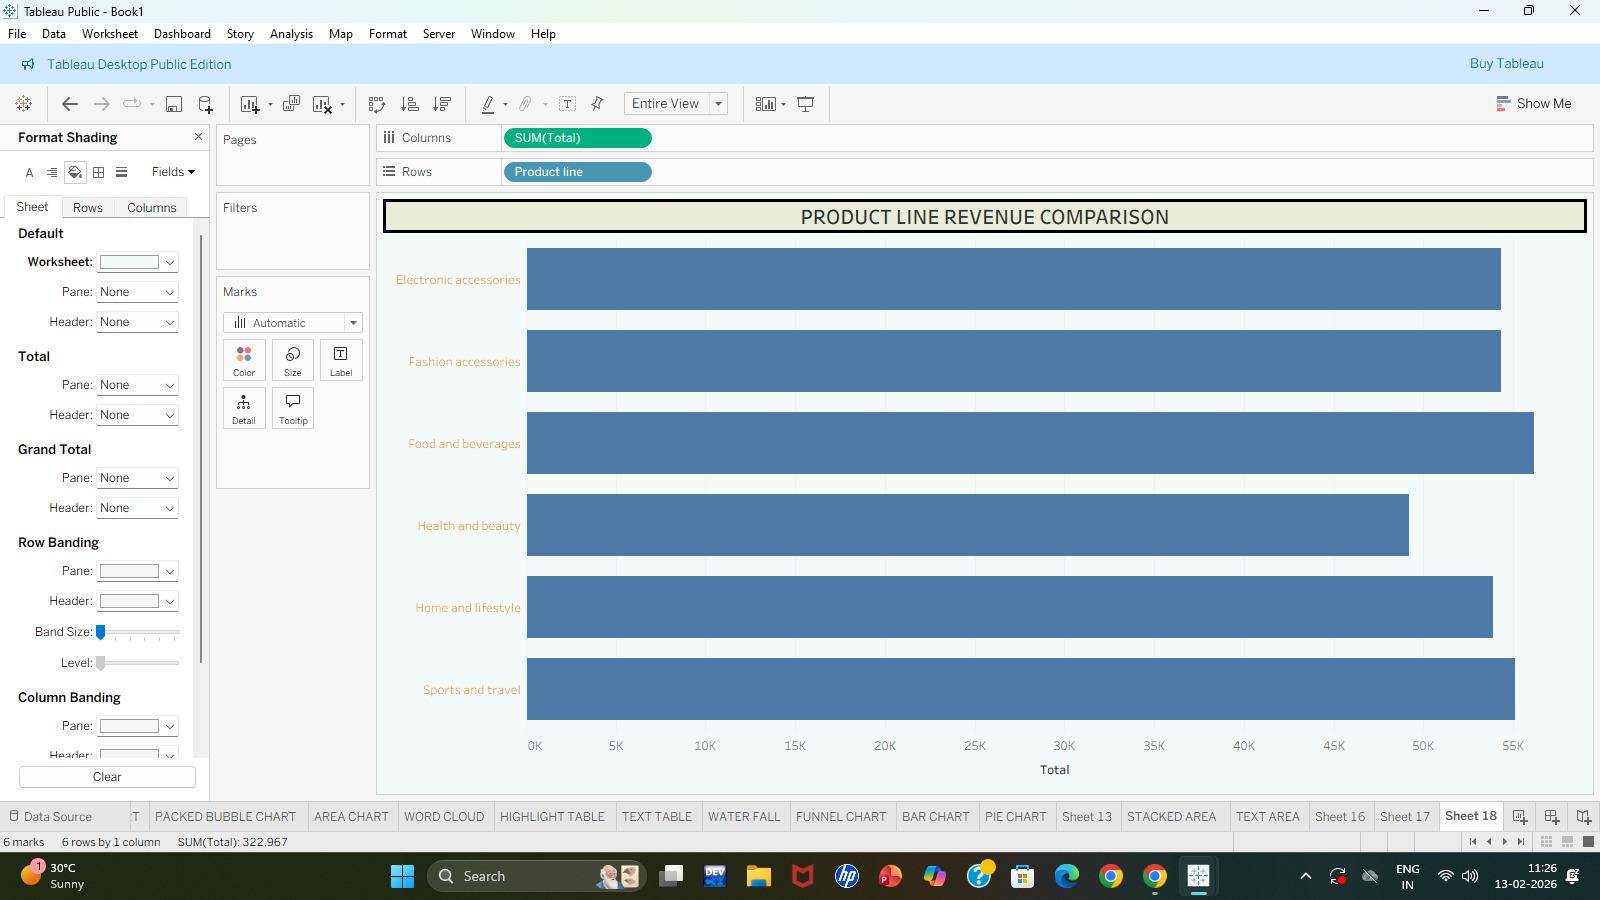 Tableau Public - Book1
File Data Worksheet Dashboard Story Analysis Map Format Server Window Help
Tableau Desktop Public Edition
Buy Tableau
Entire View
Show Me
Format Shading
Fields
Sheet Rows Columns
Default
Worksheet:
Pane: None
Header: None
Total
Pane: None
Header: None
Grand Total
Pane: None
Header: None
Row Banding
Pane:
Header:
Band Size:
Level:
Column Banding
Pane:
Header:
Clear
Pages
Filters
Marks
Automatic
Color Size Label
Detail Tooltip
Columns SUM(Total)
Rows Product line
PRODUCT LINE REVENUE COMPARISON
Electronic accessories
Fashion accessories
Food and beverages
Health and beauty
Home and lifestyle
Sports and travel
0K 5K 10K 15K 20K 25K 30K 35K 40K 45K 50K 55K
Total
Data Source PACKED BUBBLE CHART AREA CHART WORD CLOUD HIGHLIGHT TABLE TEXT TABLE WATER FALL FUNNEL CHART BAR CHART PIE CHART Sheet 13 STACKED AREA TEXT AREA Sheet 16 Sheet 17 Sheet 18
6 marks 6 rows by 1 column SUM(Total): 322,967
1
30°C
Sunny
Search
DEV
hp
ENG
IN
11:26
13-02-2026